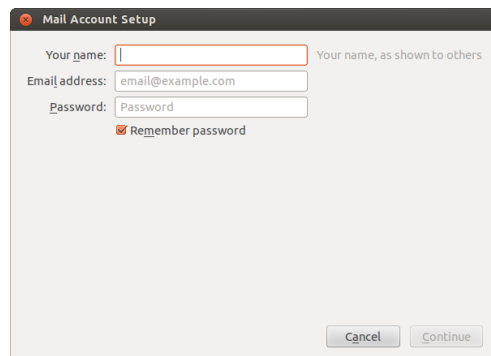 Mail Account Setup
Your name: Your name, as shown to others
Email address: email@example.com
Password: Password
Remember password
Cancel Continue